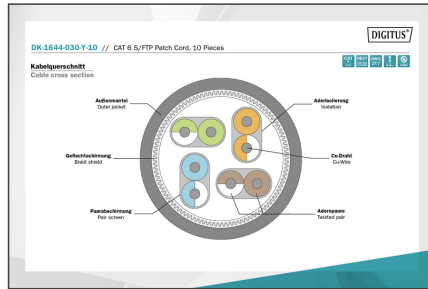 DIGITUS®
DK-1644-030-Y-10 // CAT 6 S/FTP Patch Cord, 10 Pieces
Kabelquerschnitt
Cable cross section
Außenmantel
Outer jacket
Aderisolierung
Isolation
Geflechtschirmung
Braid shield
Cu-Draht
Cu-Wire
Paarabschirmung
Pair screen
Adernpaare
Twisted pair